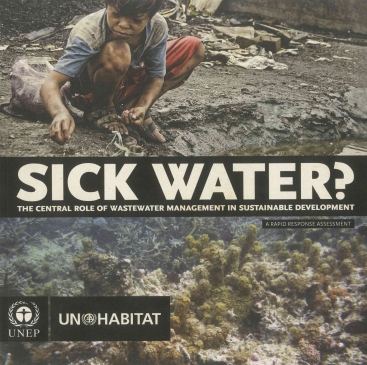 SICK WATER?
THE CENTRAL ROLE OF WASTEWATER MANAGEMENT IN SUSTAINABLE DEVELOPMENT
A RAPID RESPONSE ASSESSMENT
UNEP
UN HABITAT